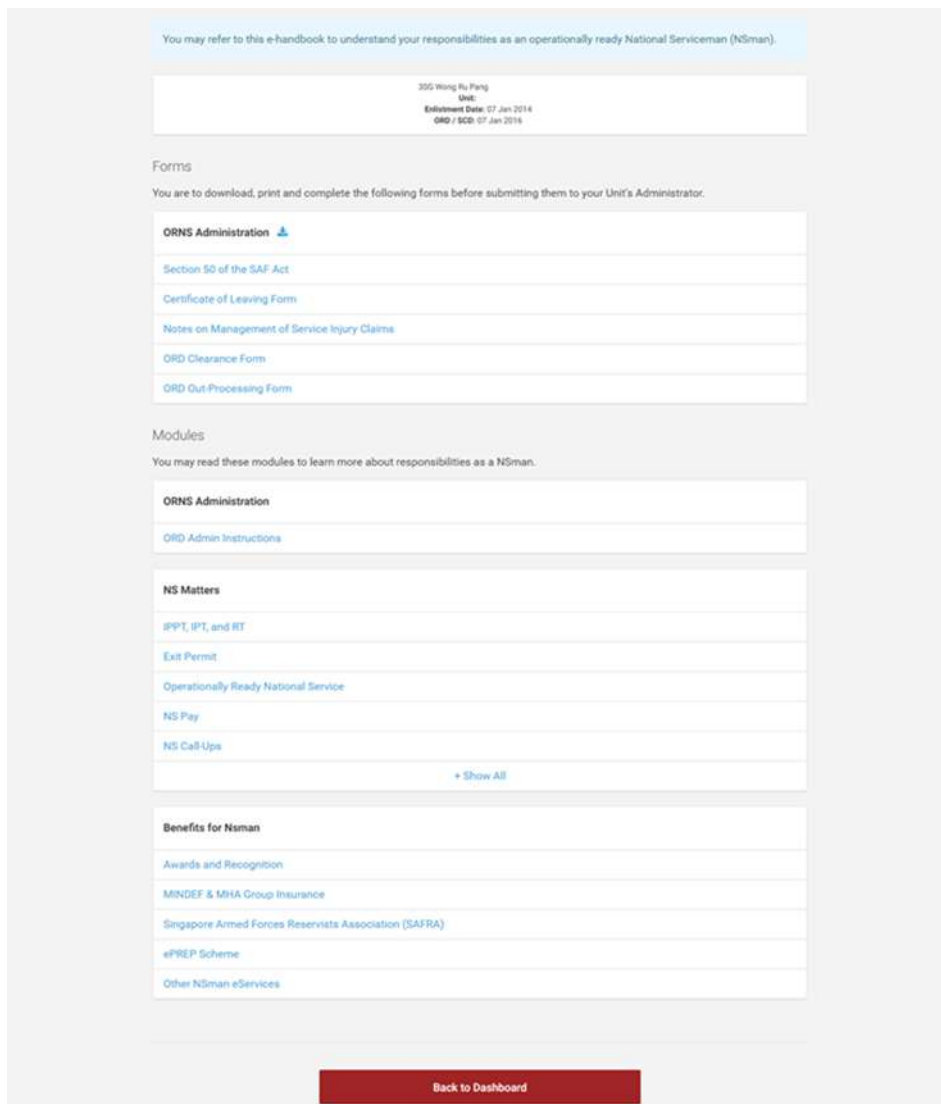 You may refer to this e-handbook to understand your responsibilities as an operationally ready National Serviceman (NSman).
3SG Wong Ru Pang
Unit:
Enlistment Date: 07 Jan 2014
ORD / SCD: 07 Jan 2016
Forms
You are to download, print and complete the following forms before submitting them to your Unit's Administrator.
ORNS Administration
Section 50 of the SAF Act
Certificate of Leaving Form
Notes on Management of Service Injury Claims
ORD Clearance Form
ORD Out-Processing Form
Modules
You may read these modules to learn more about responsibilities as a NSman.
ORNS Administration
ORD Admin Instructions
NS Matters
IPPT, IPT, and RT
Exit Permit
Operationally Ready National Service
NS Pay
NS Call-Ups
+ Show All
Benefits for Nsman
Awards and Recognition
MINDEF & MHA Group Insurance
Singapore Armed Forces Reservists Association (SAFRA)
ePREP Scheme
Other NSman eServices
Back to Dashboard